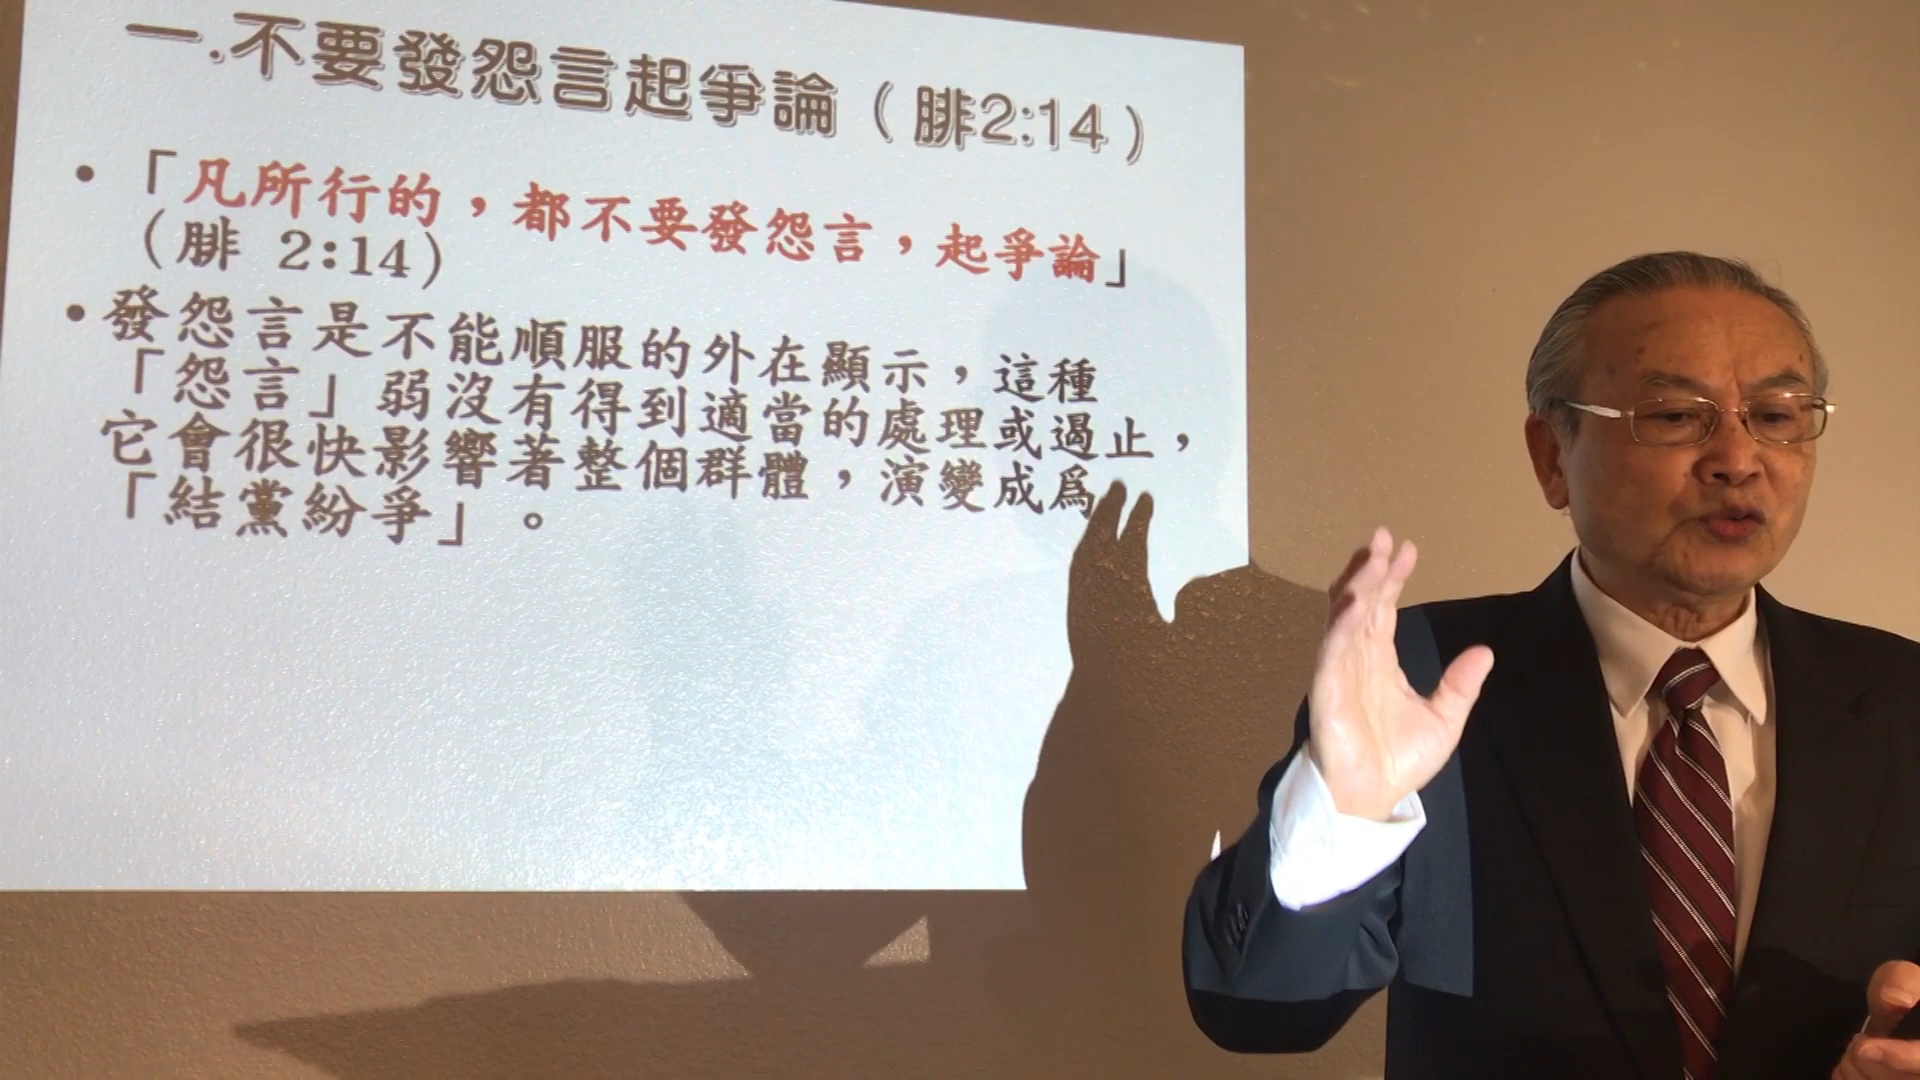 一.不要發怨言起爭論（腓2:14）
•「凡所行的，都不要發怨言，起爭論」
（腓 2:14）
•發怨言是不能順服的外在顯示，這種
「怨言」弱沒有得到適當的處理或遏止，
它會很快影響著整個群體，演變成爲
「結黨紛爭」。